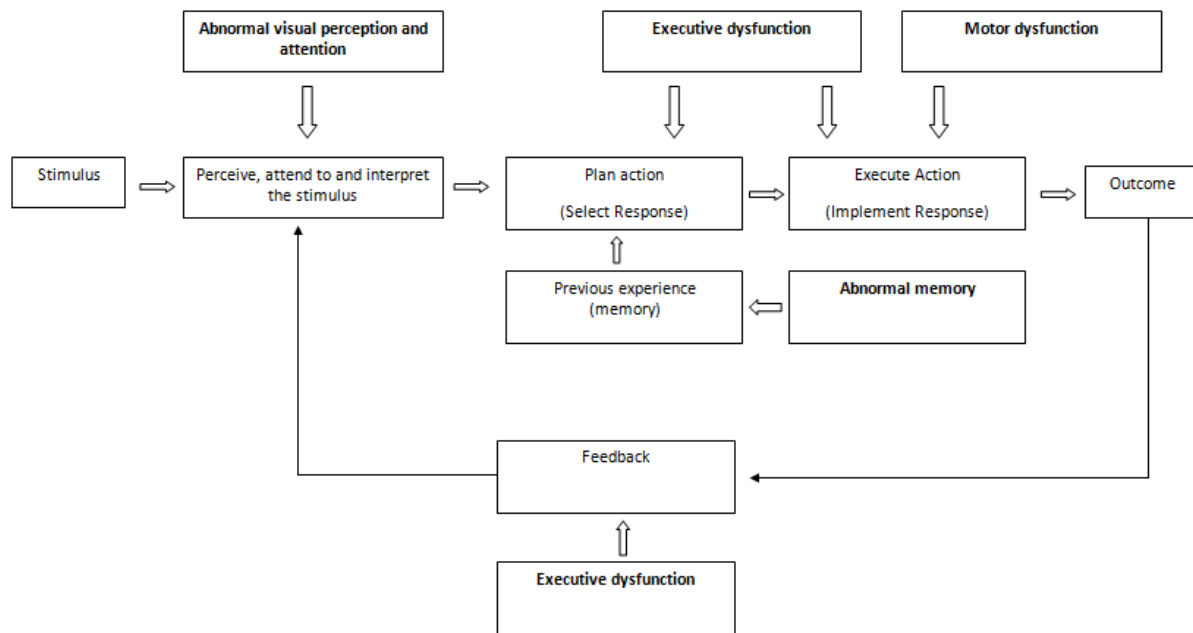 Abnormal visual perception and
attention
Executive dysfunction
Motor dysfunction
Stimulus
Perceive, attend to and interpret
the stimulus
Plan action
(Select Response)
Execute Action
(Implement Response)
Outcome
Previous experience
(memory)
Abnormal memory
Feedback
Executive dysfunction